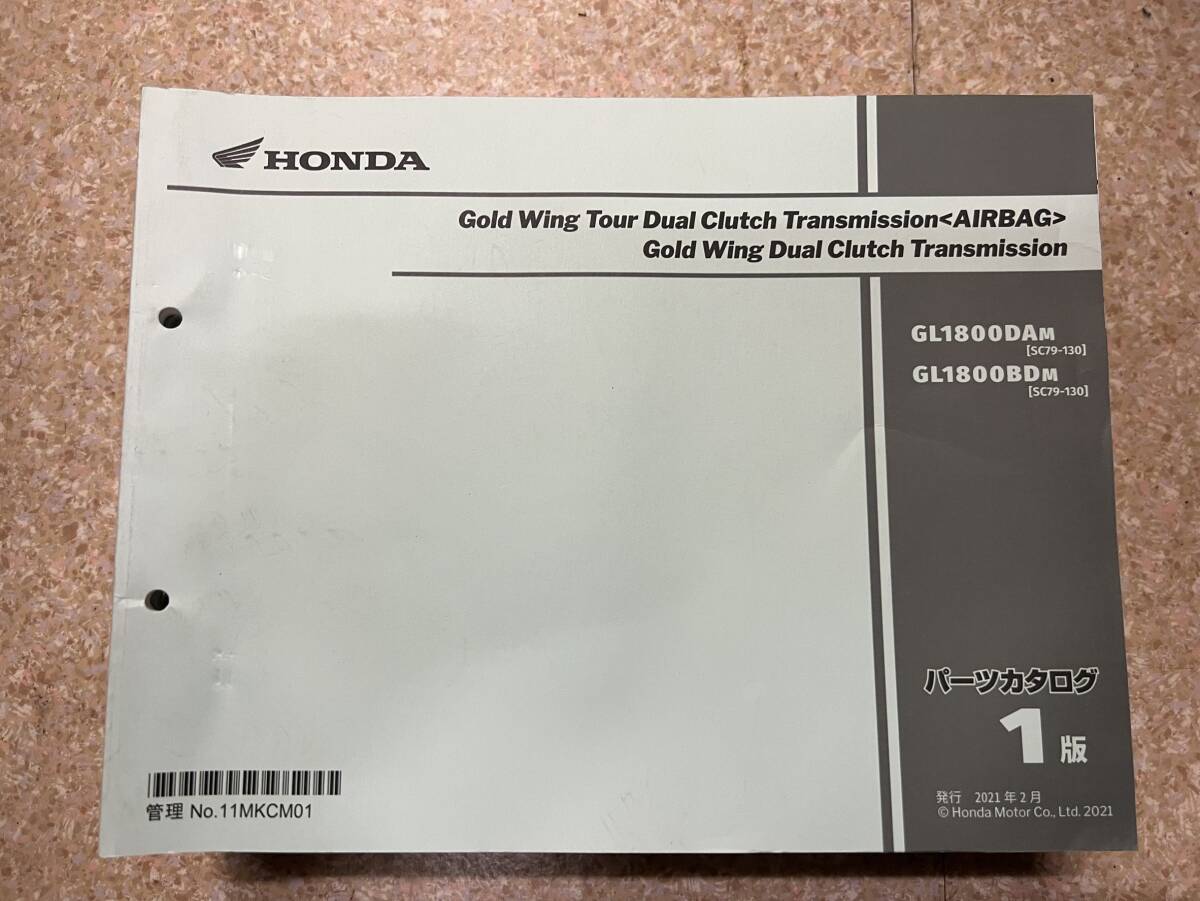 HONDA
Gold Wing Tour Dual Clutch Transmission<AIRBAG>
Gold Wing Dual Clutch Transmission
GL1800DAM
[SC79-130]
GL1800BDM
[SC79-130]
パーツカタログ
1版
発行 2021年2月
© Honda Motor Co., Ltd. 2021
管理 No.11MKCM01